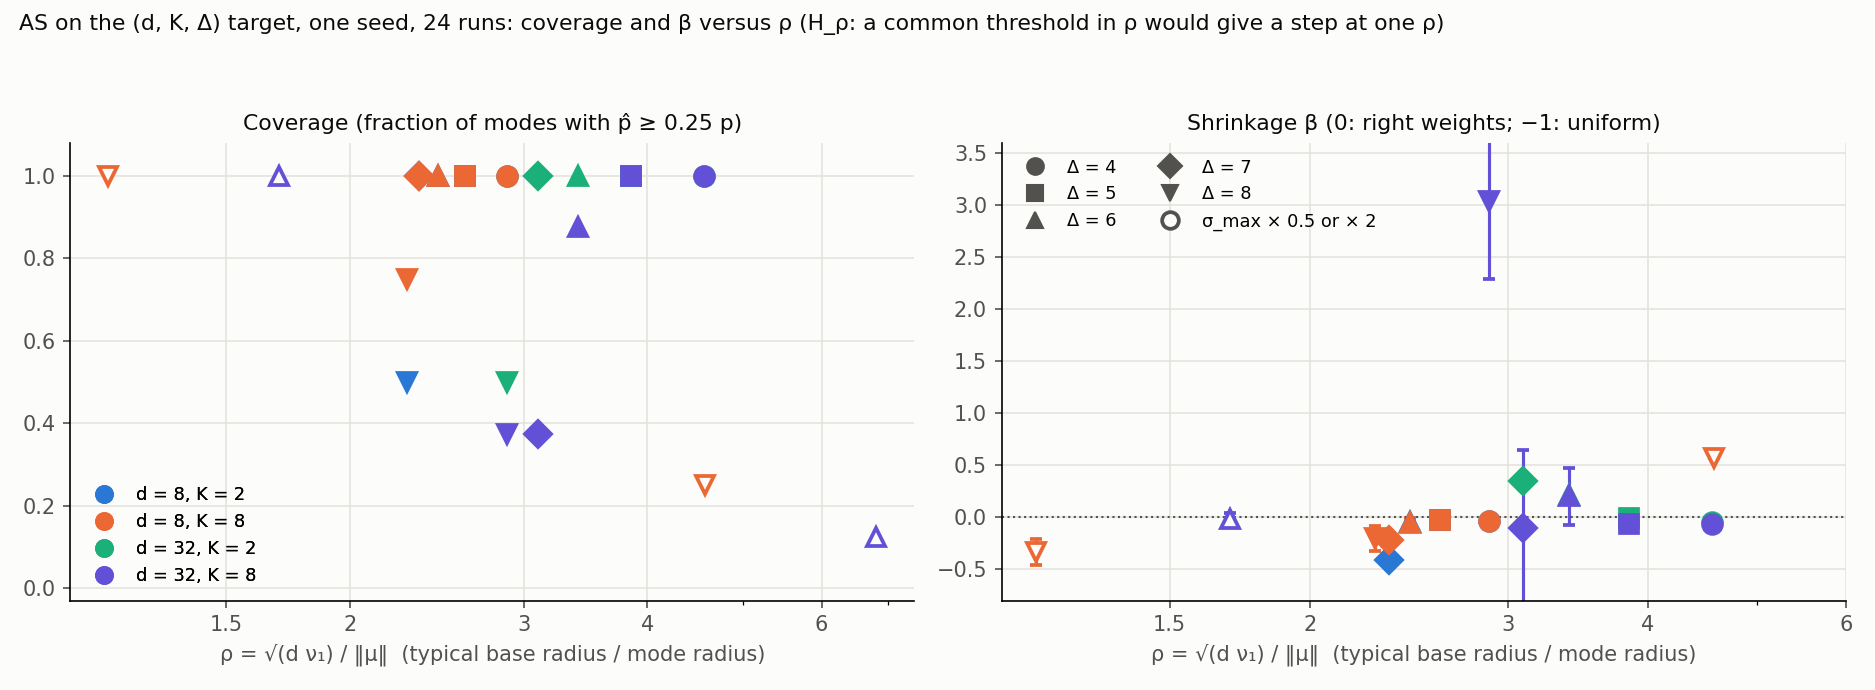 AS on the (d, K, Δ) target, one seed, 24 runs: coverage and β versus ρ (H_ρ: a common threshold in ρ would give a step at one ρ)
Coverage (fraction of modes with p̂ ≥ 0.25 p)
1.0
0.8
0.6
0.4
0.2
0.0
d = 8, K = 2
d = 8, K = 8
d = 32, K = 2
d = 32, K = 8
1.5
2
3
4
6
ρ = √(d ν₁) / ‖μ‖ (typical base radius / mode radius)
Shrinkage β (0: right weights; −1: uniform)
3.5
3.0
2.5
2.0
1.5
1.0
0.5
0.0
−0.5
Δ = 4
Δ = 5
Δ = 6
Δ = 7
Δ = 8
σ_max × 0.5 or × 2
1.5
2
3
4
6
ρ = √(d ν₁) / ‖μ‖ (typical base radius / mode radius)